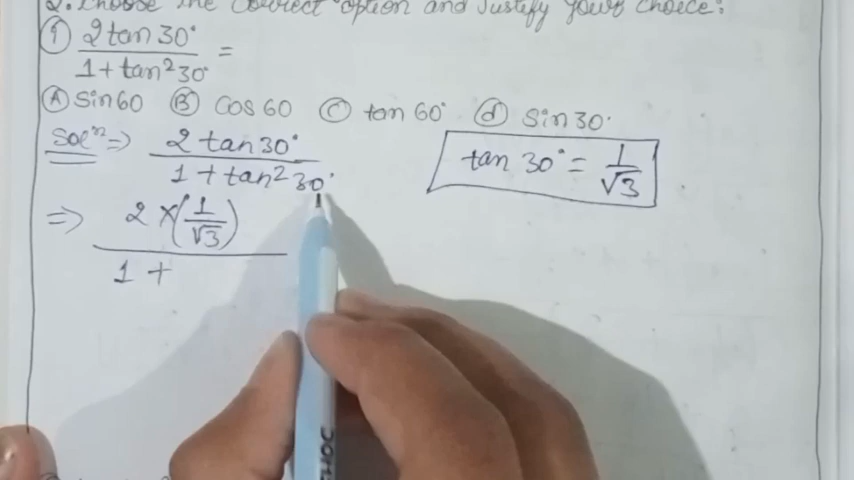 2. Choose the Correct option and Justify your choice:
① 2 tan 30° / 1 + tan² 30° =
Ⓐ Sin 60 Ⓑ Cos 60 Ⓒ tan 60° ⓓ Sin 30°
Solⁿ => 2 tan 30° / 1 + tan² 30°
tan 30° = 1/√3
=> 2 × (1/√3) / 1 +